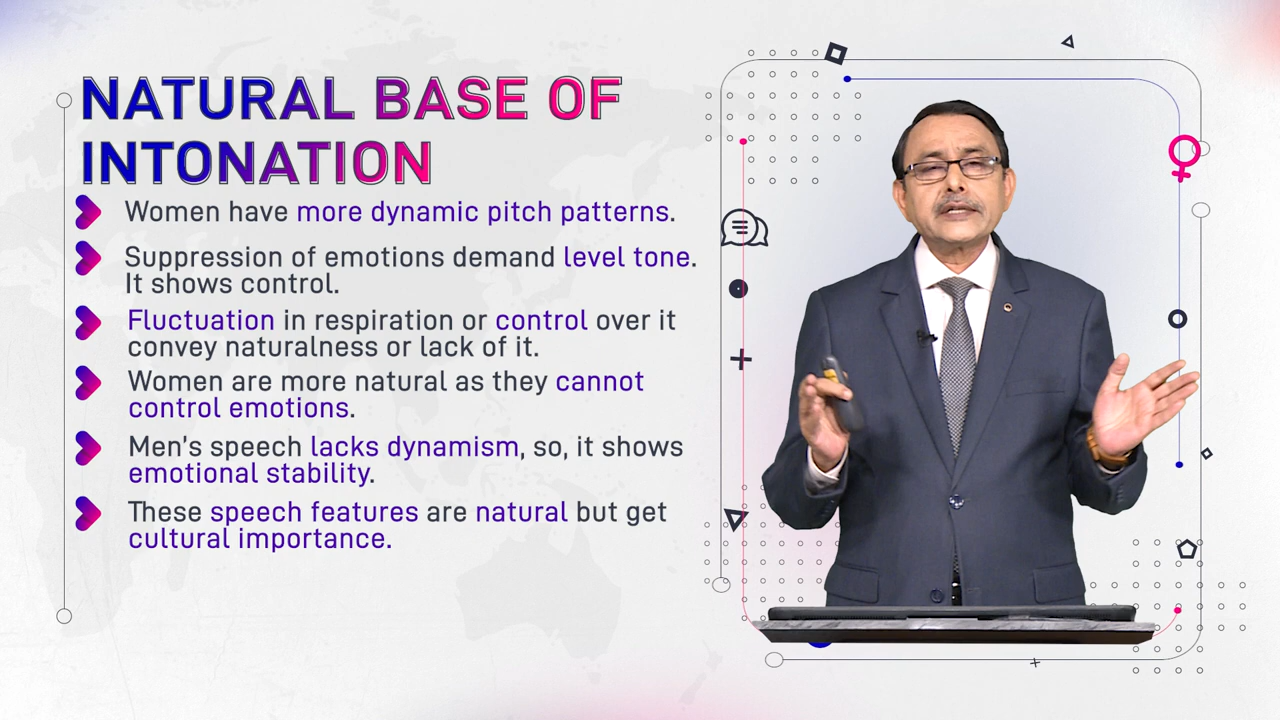 NATURAL BASE OF
INTONATION
Women have more dynamic pitch patterns.
Suppression of emotions demand level tone.
It shows control.
Fluctuation in respiration or control over it
convey naturalness or lack of it.
Women are more natural as they cannot
control emotions.
Men's speech lacks dynamism, so, it shows
emotional stability.
These speech features are natural but get
cultural importance.